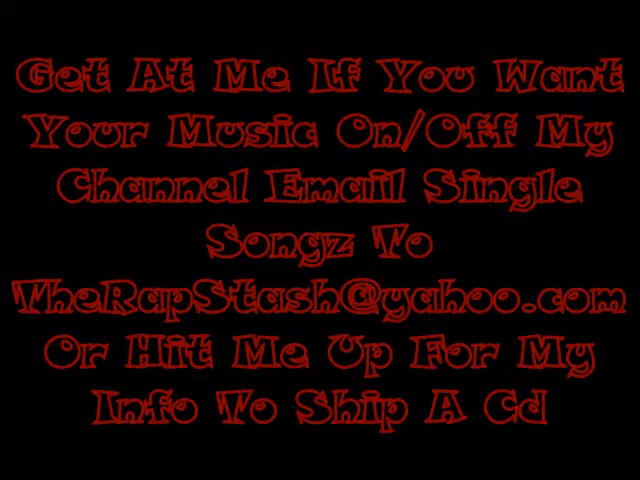 Get At Me If You Want
Your Music On/Off My
Channel Email Single
Songz To
TheRapStash@yahoo.com
Or Hit Me Up For My
Info To Ship A Cd